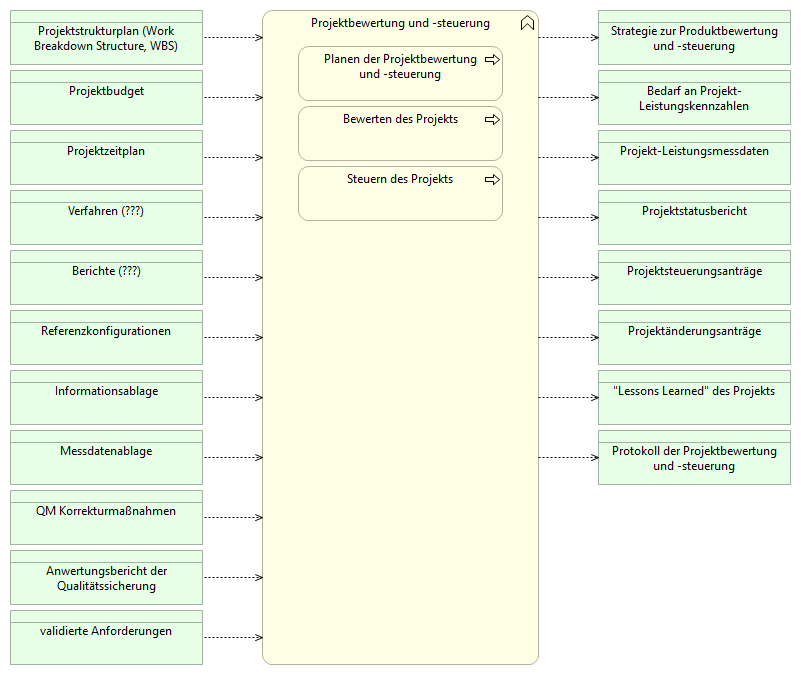 Projektstrukturplan (Work
Breakdown Structure, WBS)
Projektbudget
Projektzeitplan
Verfahren (???)
Berichte (???)
Referenzkonfigurationen
Informationsablage
Messdatenablage
QM Korrekturmaßnahmen
Anwertungsbericht der
Qualitätssicherung
validierte Anforderungen
Projektbewertung und -steuerung
Planen der Projektbewertung
und -steuerung
Bewerten des Projekts
Steuern des Projekts
Strategie zur Produktbewertung
und -steuerung
Bedarf an Projekt-
Leistungskennzahlen
Projekt-Leistungsmessdaten
Projektstatusbericht
Projektsteuerungsanträge
Projektänderungsanträge
"Lessons Learned" des Projekts
Protokoll der Projektbewertung
und -steuerung